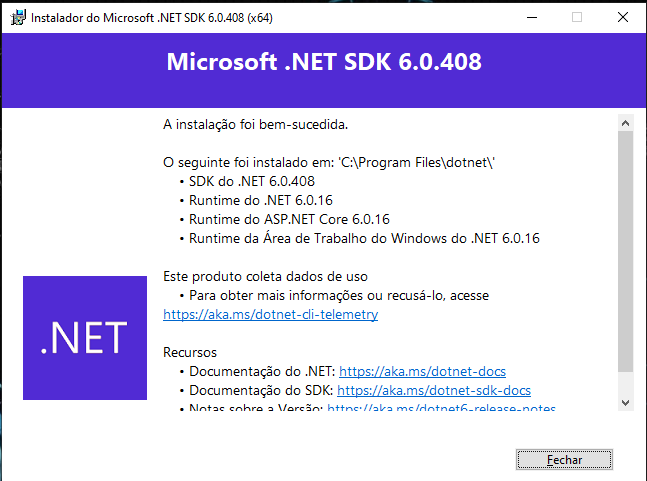 Instalador do Microsoft .NET SDK 6.0.408 (x64)
Microsoft .NET SDK 6.0.408
A instalação foi bem-sucedida.
O seguinte foi instalado em: 'C:\Program Files\dotnet\'
• SDK do .NET 6.0.408
• Runtime do .NET 6.0.16
• Runtime do ASP.NET Core 6.0.16
• Runtime da Área de Trabalho do Windows do .NET 6.0.16
Este produto coleta dados de uso
• Para obter mais informações ou recusá-lo, acesse
https://aka.ms/dotnet-cli-telemetry
.NET
Recursos
• Documentação do .NET: https://aka.ms/dotnet-docs
• Documentação do SDK: https://aka.ms/dotnet-sdk-docs
• Notas sobre a Versão: https://aka.ms/dotnet6-release-notes
Fechar